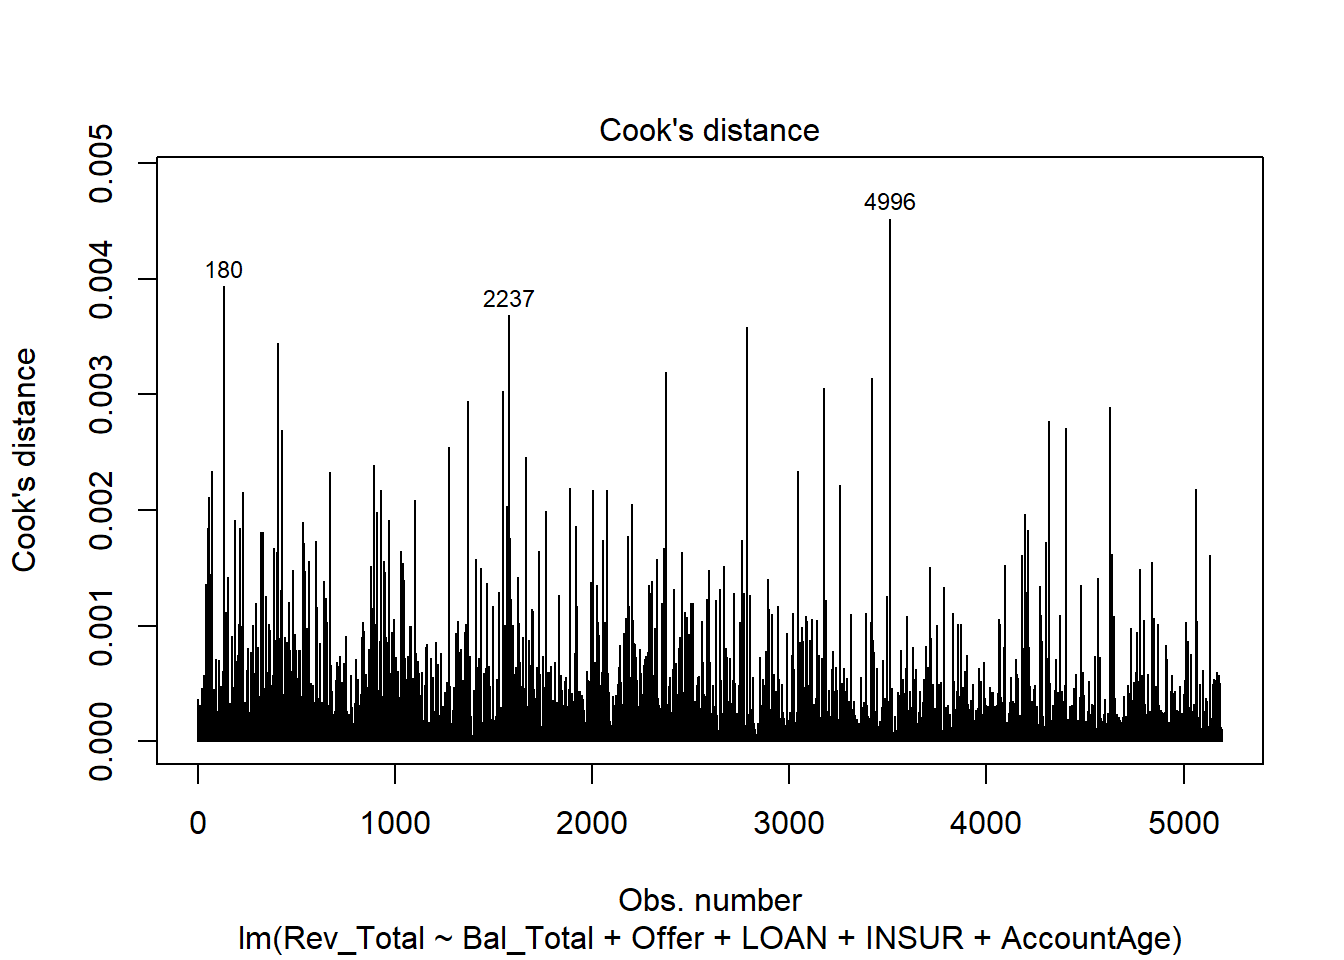 Cook's distance
0.005
0.004
0.003
0.002
0.001
0.000
Cook's distance
4996
180
2237
0 1000 2000 3000 4000 5000
Obs. number
lm(Rev_Total ~ Bal_Total + Offer + LOAN + INSUR + AccountAge)